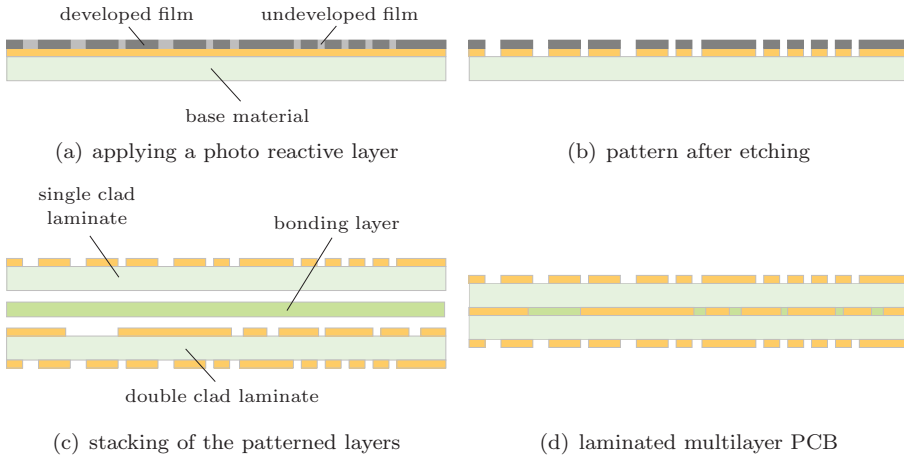 developed film
undeveloped film
base material
(a) applying a photo reactive layer
(b) pattern after etching
single clad
laminate
bonding layer
double clad laminate
(c) stacking of the patterned layers
(d) laminated multilayer PCB